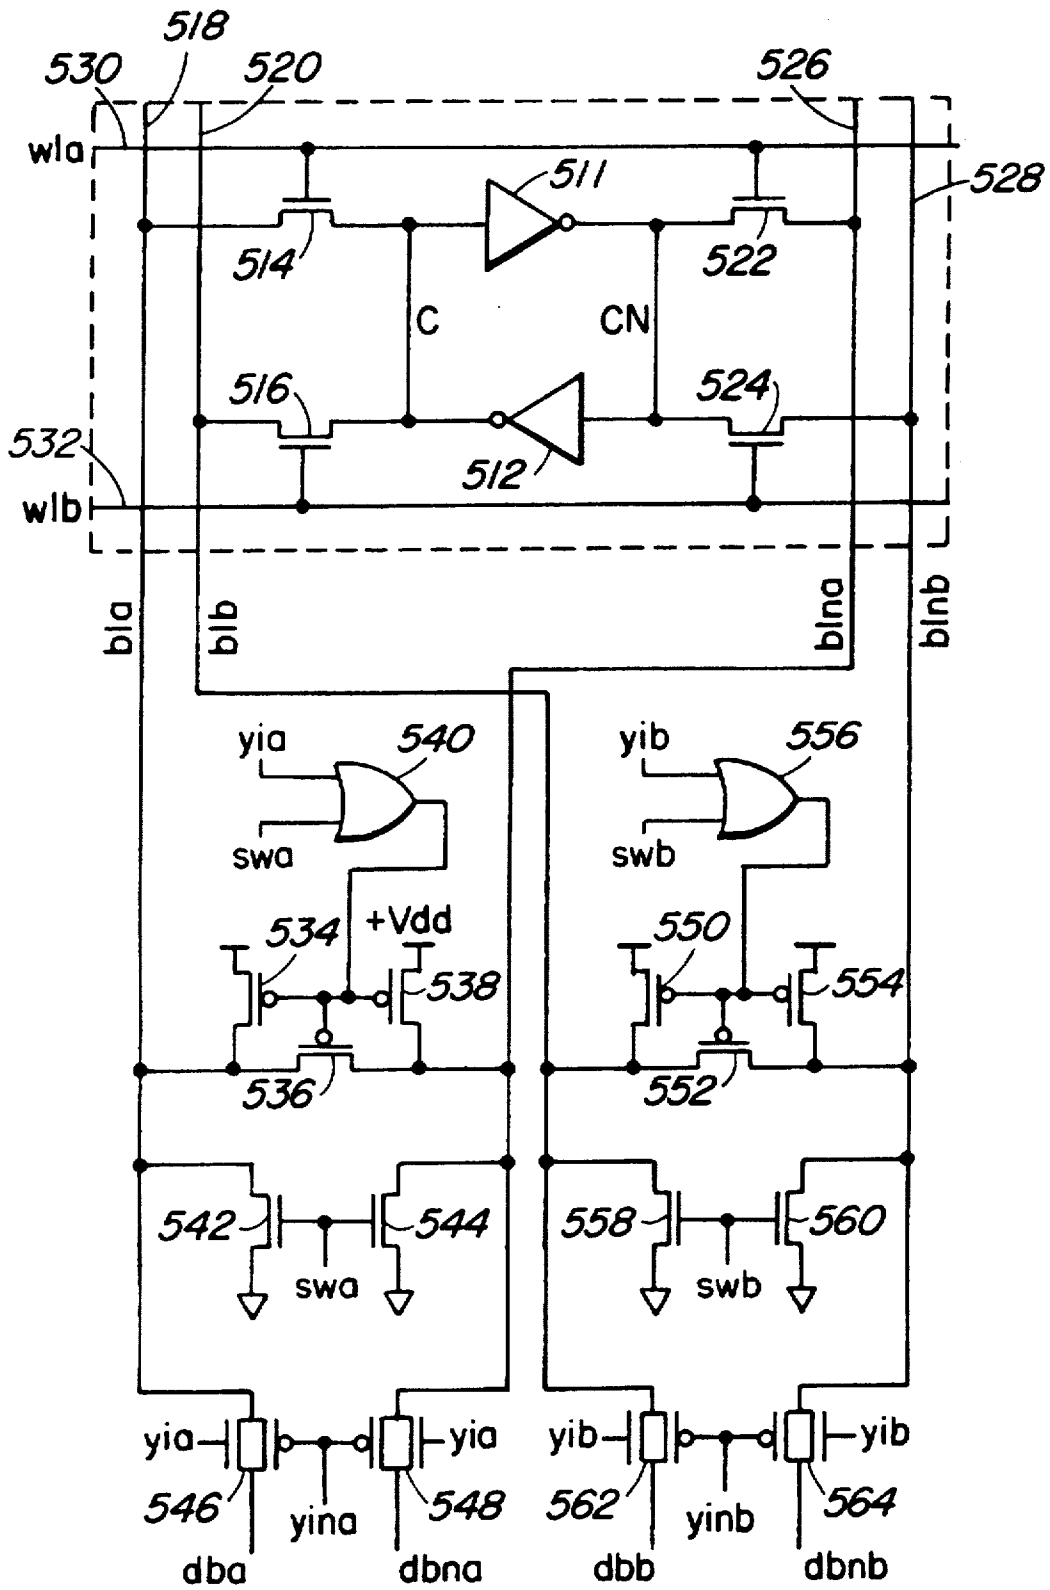 518
530
520
526
wla
511
528
514
522
C
CN
516
524
532
512
wlb
bla
blb
blna
blnb
yia
540
yib
556
swa
swb
534
+Vdd
550
538
554
536
552
542
544
558
560
swa
swb
yia
yia
yib
yib
546
548
562
564
yina
yinb
dba
dbna
dbb
dbnb